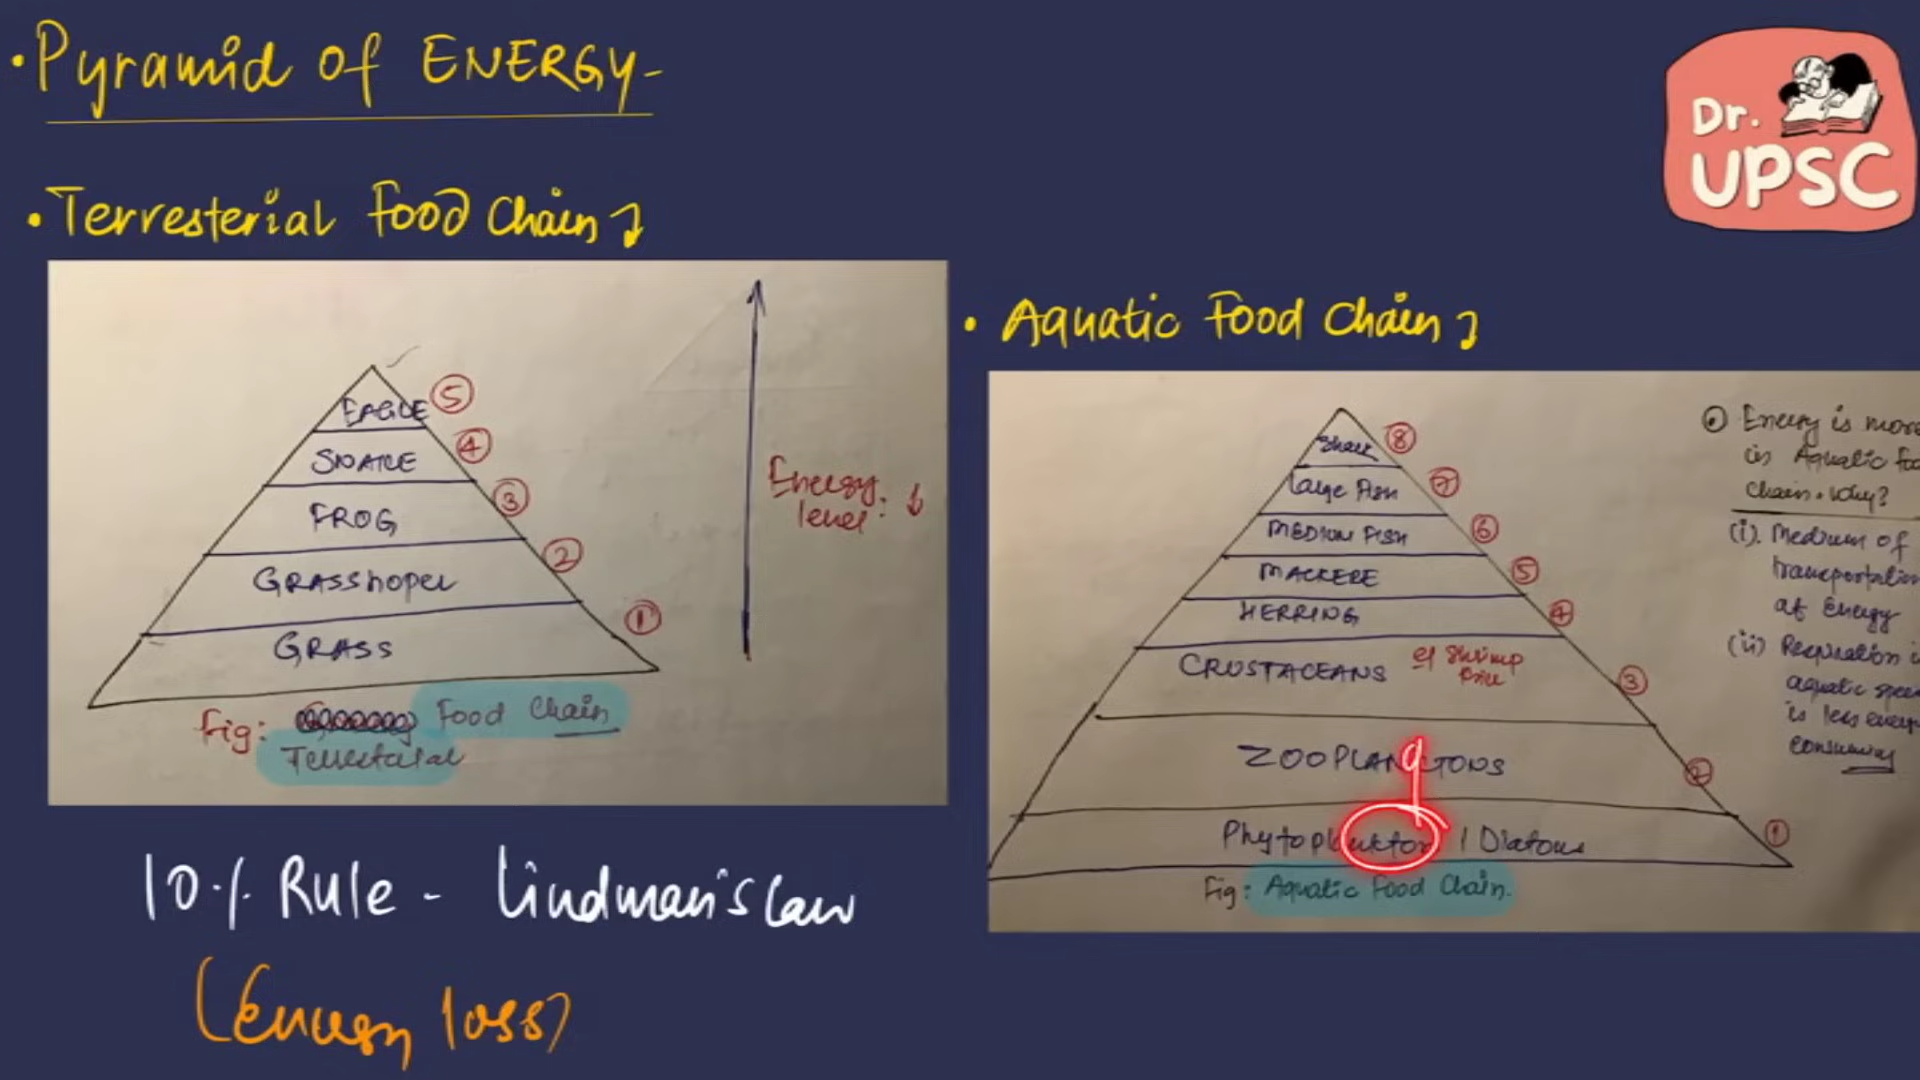 • Pyramid of ENERGY-
Dr.
UPSC
• Terresterial Food Chain
EAGLE 5
SNAKE 4
FROG 3
GRASSHOPER 2
GRASS 1
Energy
level: ↓
Fig: Food Chain
Terrestrial
10% Rule - Lindman's Law
(Energy loss)
• Aquatic Food Chain
Shark 8
Large Fish 7
MEDIUM FISH 6
MACKERE 5
HERRING 4
CRUSTACEANS eg Shrimp 3
ZOOPLANKTONS 2
Phytoplankton / Diatoms 1
Fig: Aquatic Food Chain.
Energy is more
in Aquatic foo
chain. Why?
(i). Medium of
transportation
of Energy
(ii) Respiration i
aquatic spec
is less energ
consuming